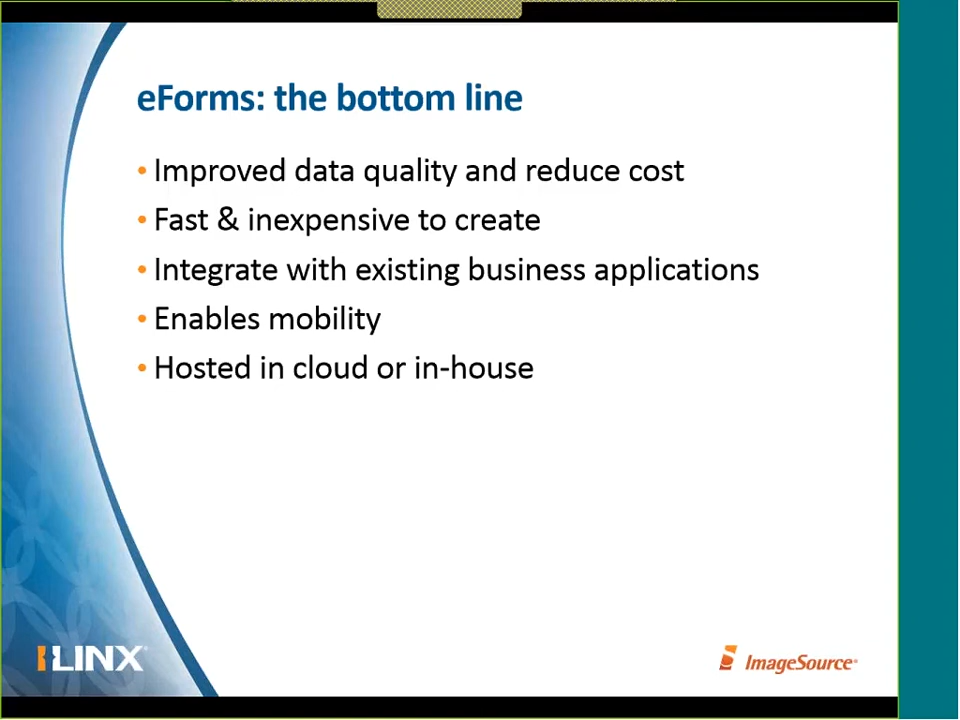 eForms: the bottom line
• Improved data quality and reduce cost
• Fast & inexpensive to create
• Integrate with existing business applications
• Enables mobility
• Hosted in cloud or in-house
ILINX
ImageSource